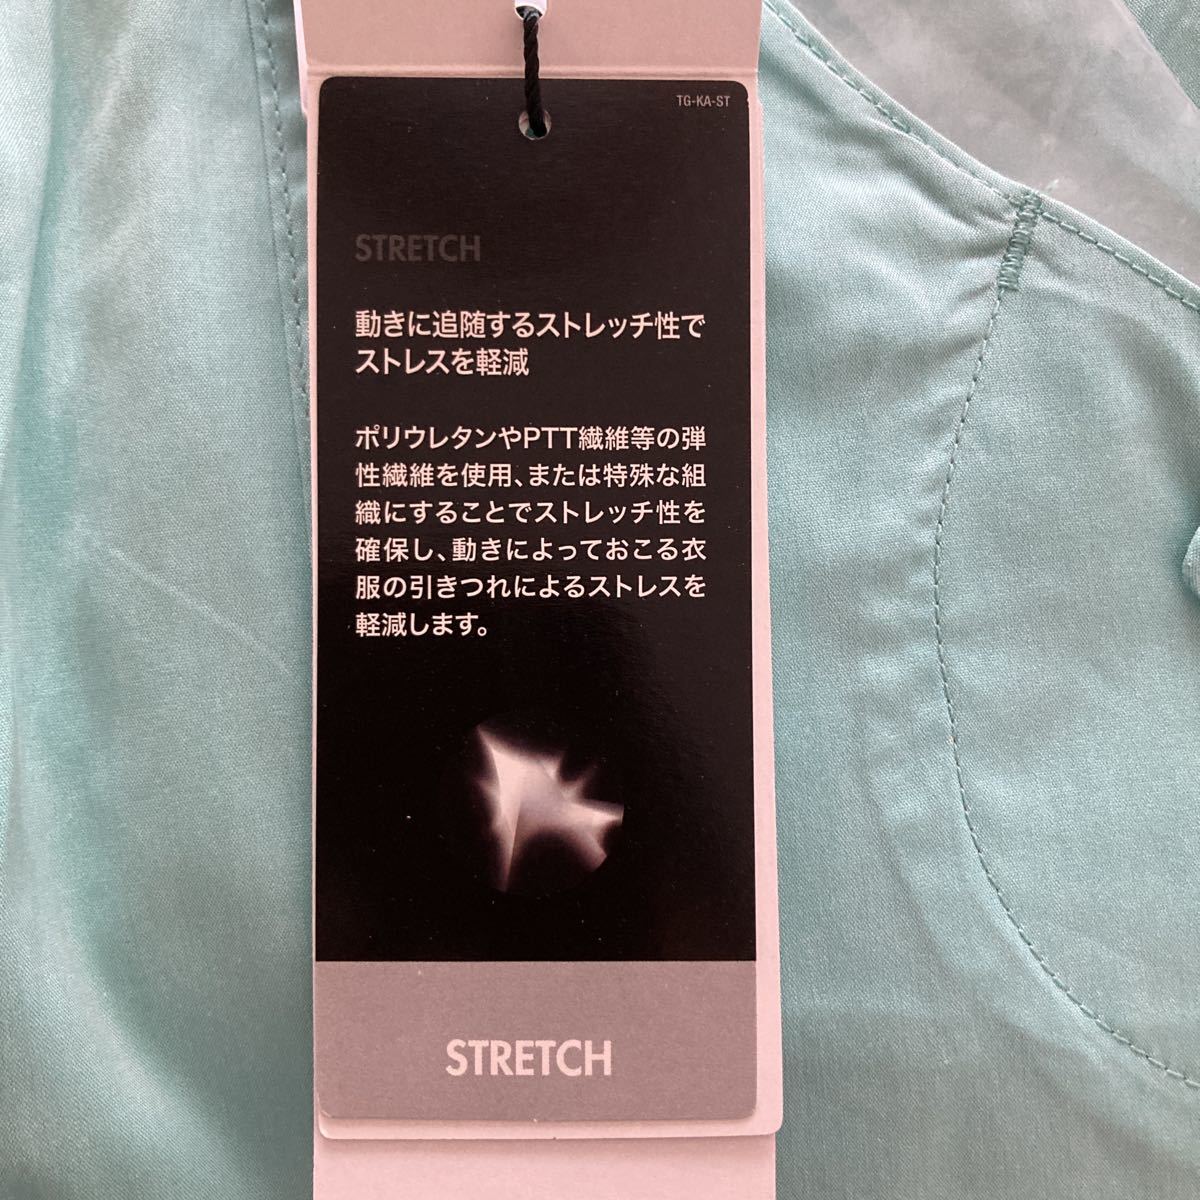 TG-KA-ST
STRETCH
動きに追随するストレッチ性で
ストレスを軽減
ポリウレタンやPTT繊維等の弾
性繊維を使用、または特殊な組
織にすることでストレッチ性を
確保し、動きによっておこる衣
服の引きつれによるストレスを
軽減します。
STRETCH